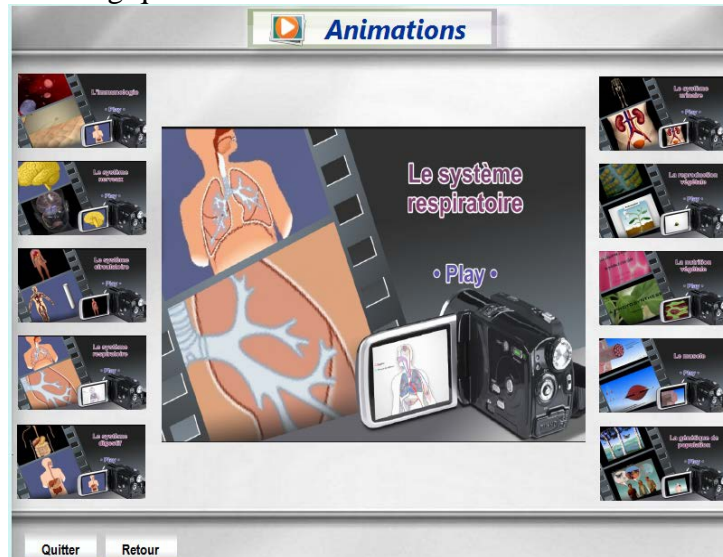 Animations
L'immunologie
• Play •
Le système
nerveux
• Play •
Le système
circulatoire
• Play •
Le système
respiratoire
• Play •
Le système
digestif
• Play •
Le système
respiratoire
• Play •
Le système
urinaire
• Play •
La reproduction
végétale
• Play •
La nutrition
végétale
• Play •
Le muscle
• Play •
La génétique de
population
• Play •
Quitter
Retour